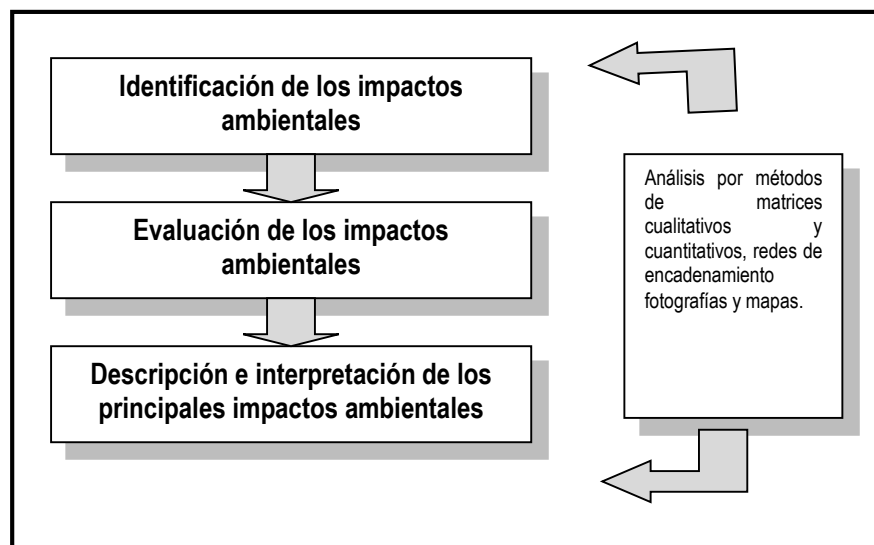 Identificación de los impactos
ambientales
Evaluación de los impactos
ambientales
Descripción e interpretación de los
principales impactos ambientales
Análisis por métodos
de matrices
cualitativos y
cuantitativos, redes de
encadenamiento
fotografías y mapas.